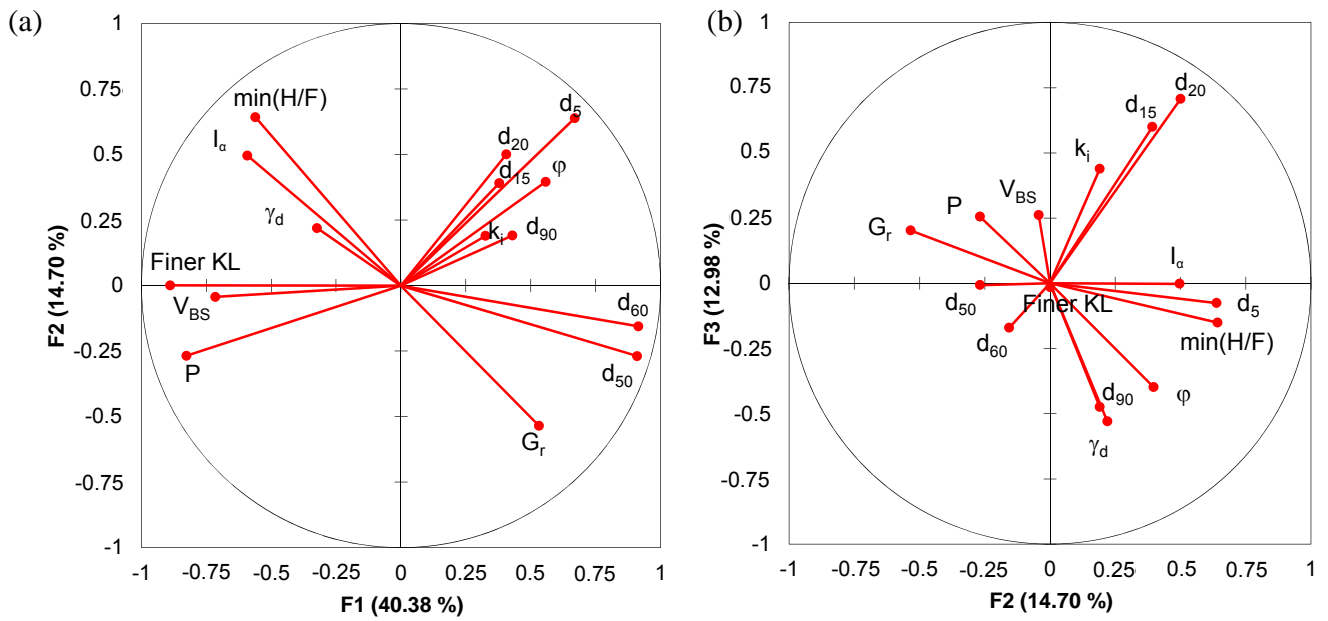 (a)
1
0.75
0.5
0.25
0
-0.25
-0.5
-0.75
-1
F2 (14.70 %)
min(H/F)
Iα
γd
d5
d20
d15
φ
ki
d90
Finer KL
VBS
P
d60
d50
Gr
-1 -0.75 -0.5 -0.25 0 0.25 0.5 0.75 1
F1 (40.38 %)
(b)
1
0.75
0.5
0.25
0
-0.25
-0.5
-0.75
-1
F3 (12.98 %)
d20
d15
ki
VBS
P
Gr
Iα
d50
Finer KL
d5
d60
min(H/F)
d90
φ
γd
-1 -0.75 -0.5 -0.25 0 0.25 0.5 0.75 1
F2 (14.70 %)